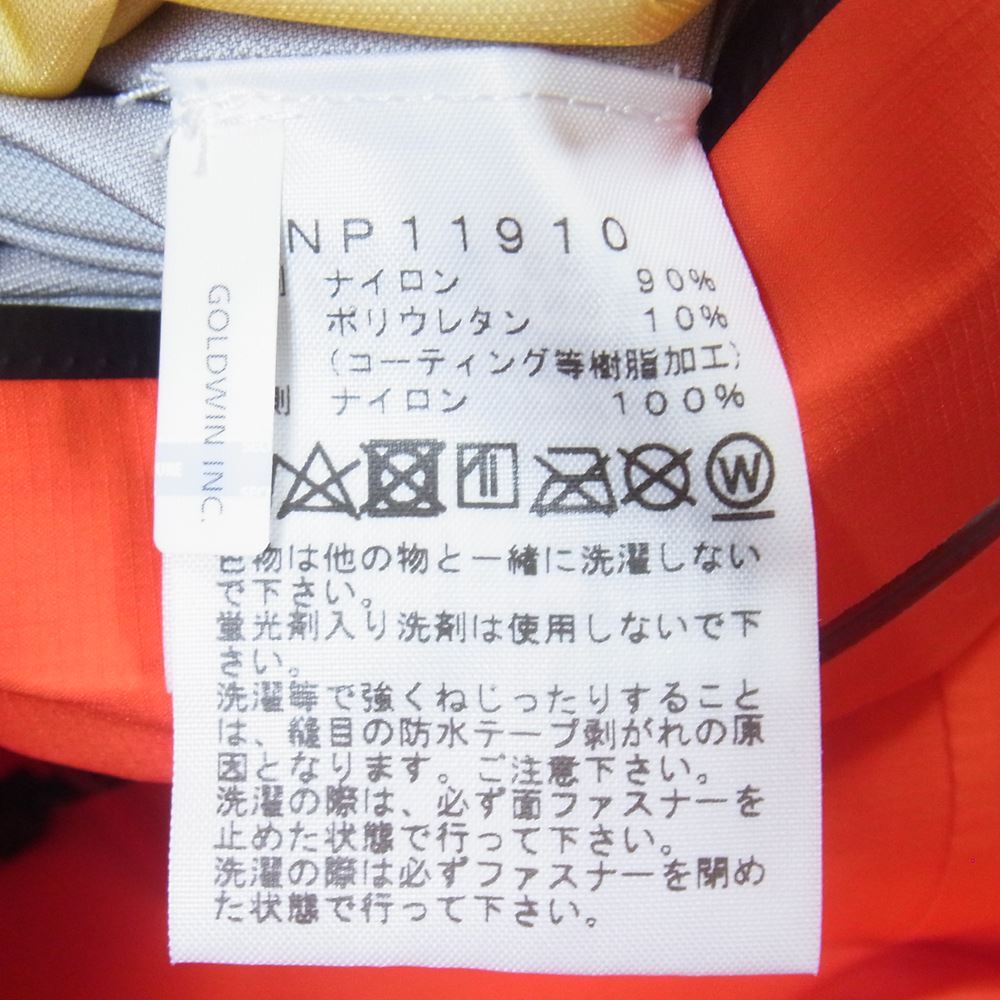 NP11910
ナイロン 90%
ポリウレタン 10%
(コーティング等樹脂加工)
ナイロン 100%
GOLDWIN INC.
W
物は他の物と一緒に洗濯しない
で下さい。
蛍光剤入り洗剤は使用しないで下
さい。
洗濯等で強くねじったりすること
は、縫目の防水テープ剥がれの原
因となります。ご注意下さい。
洗濯の際は、必ず面ファスナーを
止めた状態で行って下さい。
洗濯の際は必ずファスナーを閉め
た状態で行って下さい。